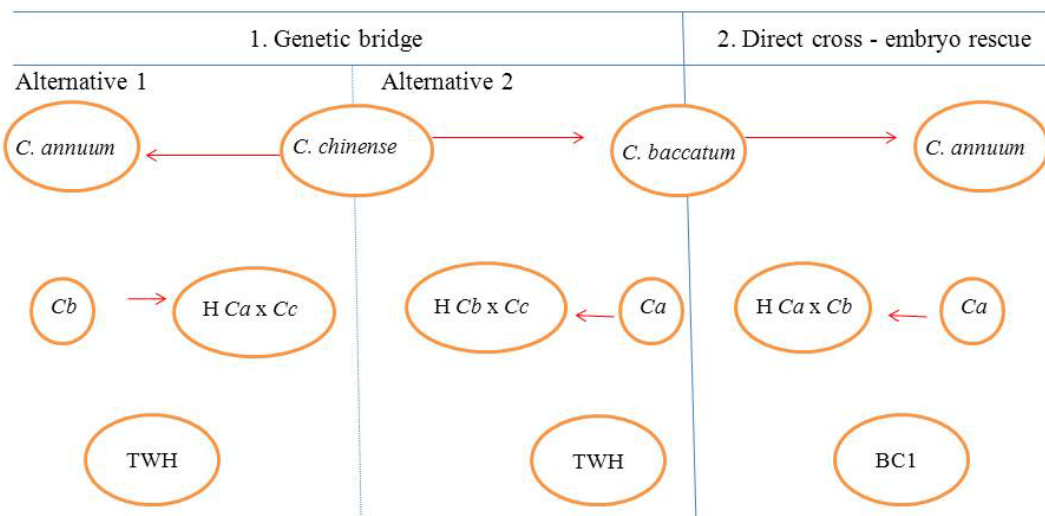 1. Genetic bridge
2. Direct cross - embryo rescue
Alternative 1
Alternative 2
C. annuum
C. chinense
C. baccatum
C. annuum
Cb
H Ca x Cc
H Cb x Cc
Ca
H Ca x Cb
Ca
TWH
TWH
BC1